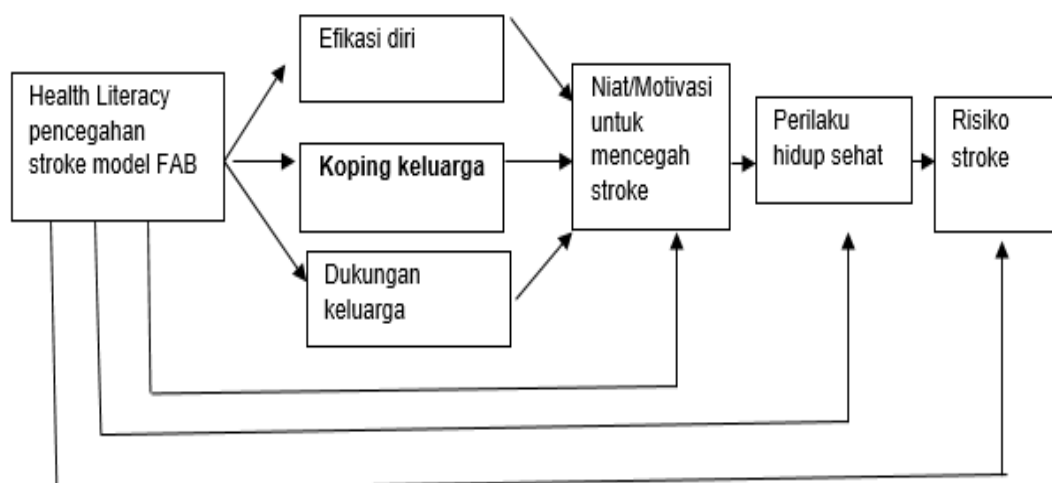 Health Literacy
pencegahan
stroke model FAB
Efikasi diri
Koping keluarga
Dukungan
keluarga
Niat/Motivasi
untuk
mencegah
stroke
Perilaku
hidup sehat
Risiko
stroke